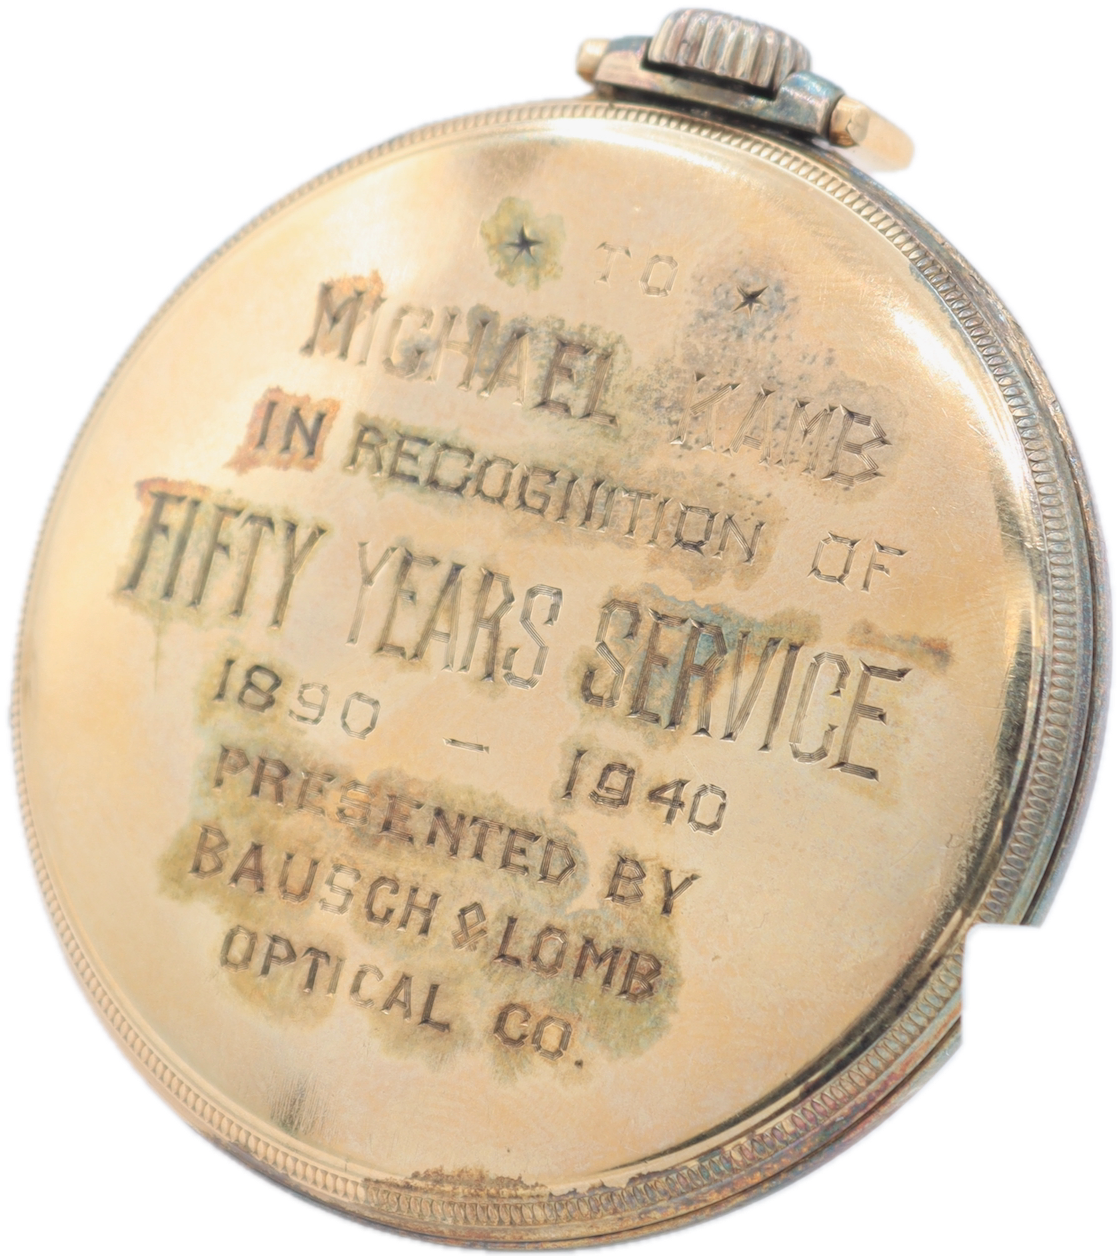 ★ TO ★
MICHAEL KAMB
IN RECOGNITION OF
FIFTY YEARS SERVICE
1890 – 1940
PRESENTED BY
BAUSCH & LOMB
OPTICAL CO.